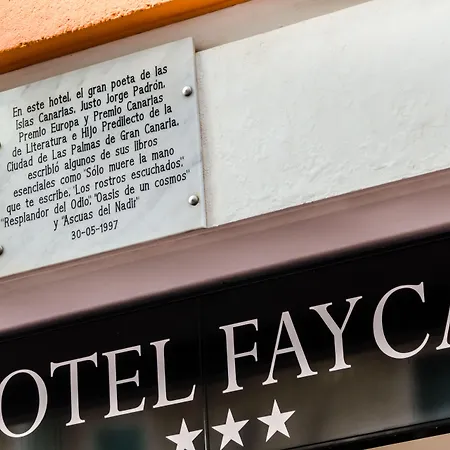 En este hotel, el gran poeta de las
Islas Canarias, Justo Jorge Padrón,
Premio Europa y Premio Canarias
de Literatura e Hijo Predilecto de la
Ciudad de Las Palmas de Gran Canaria,
escribió algunos de sus libros
esenciales como "Sólo muere la mano
que te escribe", "Los rostros escuchados",
"Resplandor del Odio", "Oasis de un cosmos"
y "Ascuas del Nadir"
30-05-1997
OTEL FAYCA